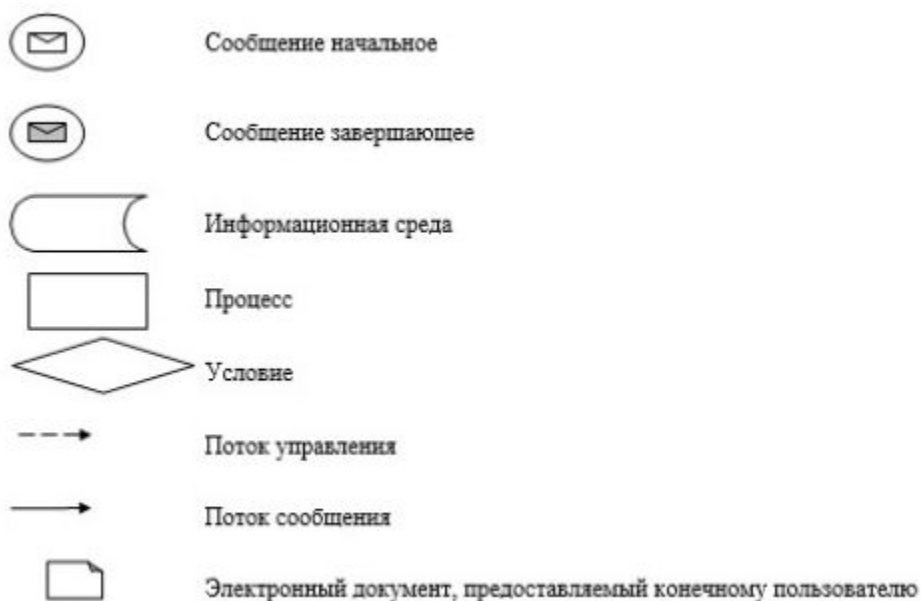 Сообщение начальное
Сообщение завершающее
Информационная среда
Процесс
Условие
Поток управления
Поток сообщения
Электронный документ, предоставляемый конечному пользователю